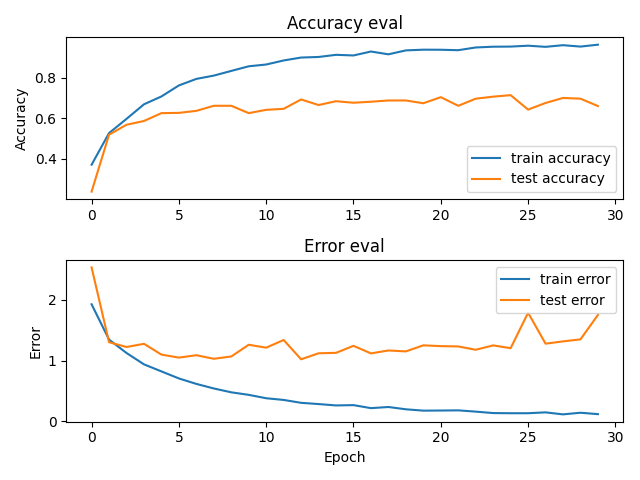 Accuracy eval
Accuracy
0.8
0.6
0.4
train accuracy
test accuracy
0 5 10 15 20 25 30
Error eval
Error
2
1
0
train error
test error
0 5 10 15 20 25 30
Epoch